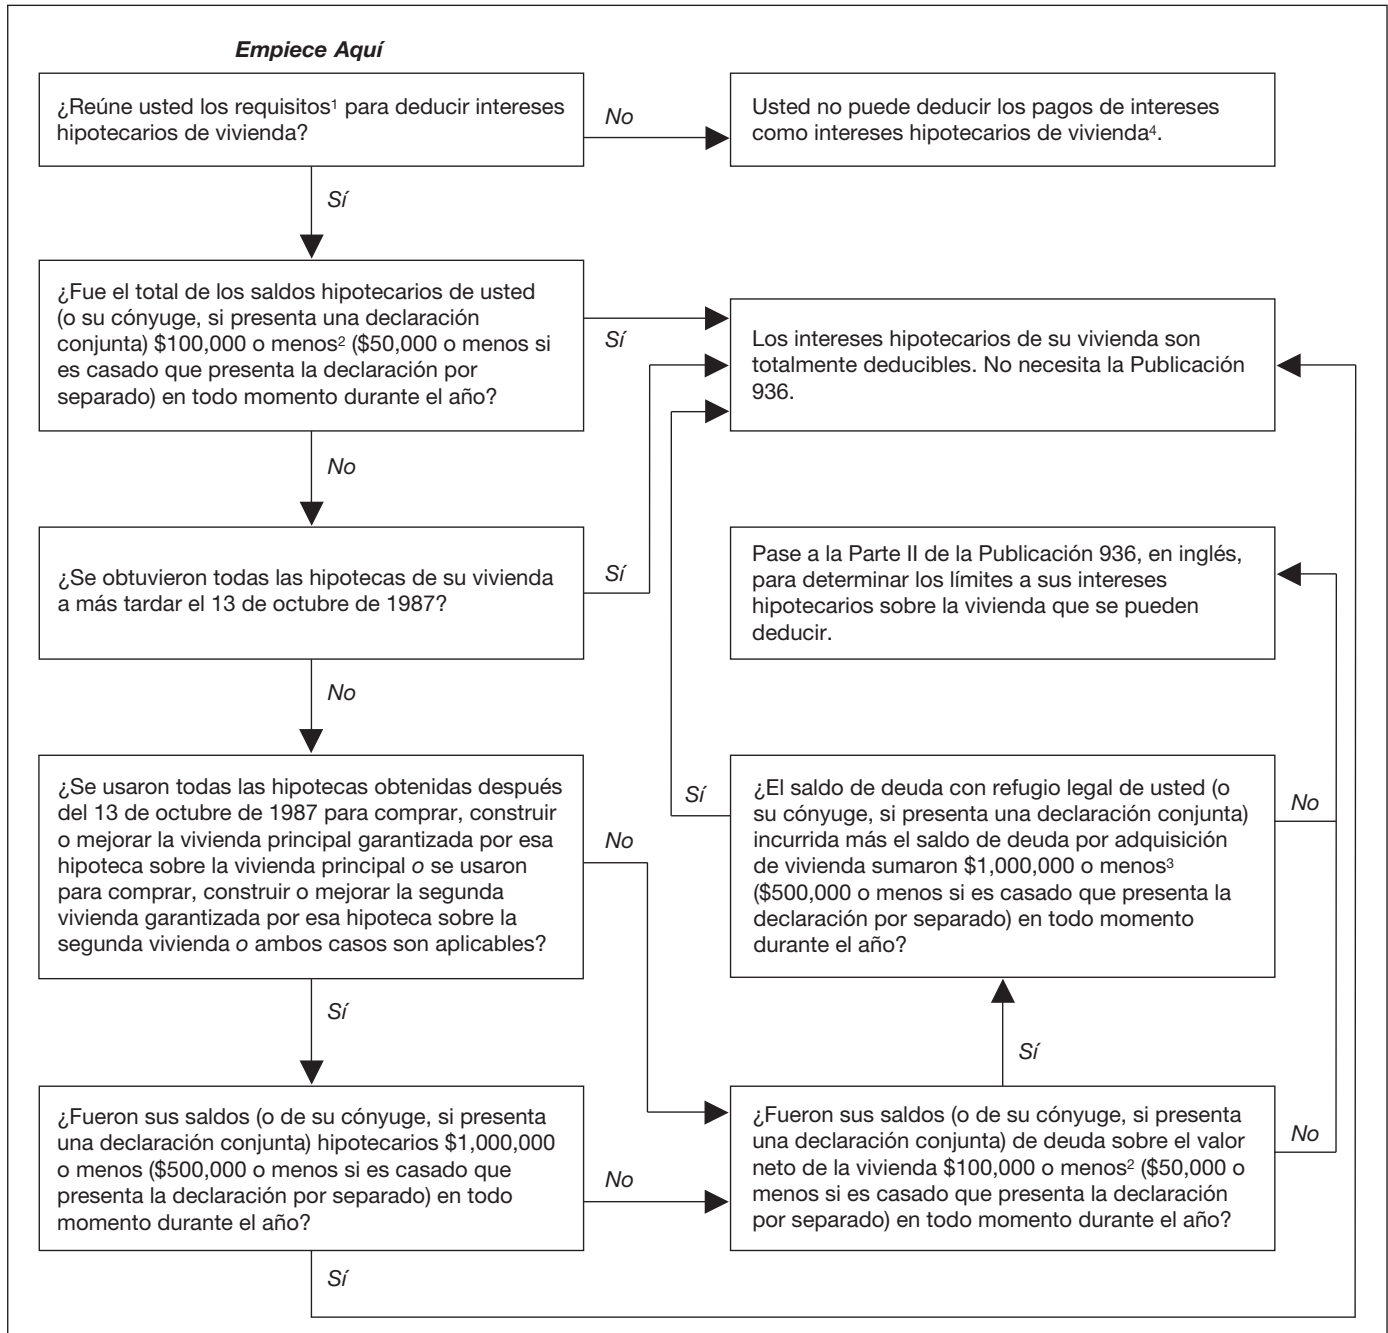 Empiece Aquí
¿Reúne usted los requisitos¹ para deducir intereses
hipotecarios de vivienda?
No
Usted no puede deducir los pagos de intereses
como intereses hipotecarios de vivienda⁴.
Sí
¿Fue el total de los saldos hipotecarios de usted
(o su cónyuge, si presenta una declaración
conjunta) $100,000 o menos² ($50,000 o menos si
es casado que presenta la declaración por
separado) en todo momento durante el año?
Sí
Los intereses hipotecarios de su vivienda son
totalmente deducibles. No necesita la Publicación
936.
No
¿Se obtuvieron todas las hipotecas de su vivienda
a más tardar el 13 de octubre de 1987?
Sí
Pase a la Parte II de la Publicación 936, en inglés,
para determinar los límites a sus intereses
hipotecarios sobre la vivienda que se pueden
deducir.
No
¿Se usaron todas las hipotecas obtenidas después
del 13 de octubre de 1987 para comprar, construir
o mejorar la vivienda principal garantizada por esa
hipoteca sobre la vivienda principal o se usaron
para comprar, construir o mejorar la segunda
vivienda garantizada por esa hipoteca sobre la
segunda vivienda o ambos casos son aplicables?
No
Sí
¿El saldo de deuda con refugio legal de usted (o
su cónyuge, si presenta una declaración conjunta)
incurrida más el saldo de deuda por adquisición
de vivienda sumaron $1,000,000 o menos³
($500,000 o menos si es casado que presenta la
declaración por separado) en todo momento
durante el año?
No
Sí
Sí
¿Fueron sus saldos (o de su cónyuge, si presenta
una declaración conjunta) hipotecarios $1,000,000
o menos ($500,000 o menos si es casado que
presenta la declaración por separado) en todo
momento durante el año?
No
¿Fueron sus saldos (o de su cónyuge, si presenta
una declaración conjunta) de deuda sobre el valor
neto de la vivienda $100,000 o menos² ($50,000 o
menos si es casado que presenta la declaración
por separado) en todo momento durante el año?
No
Sí